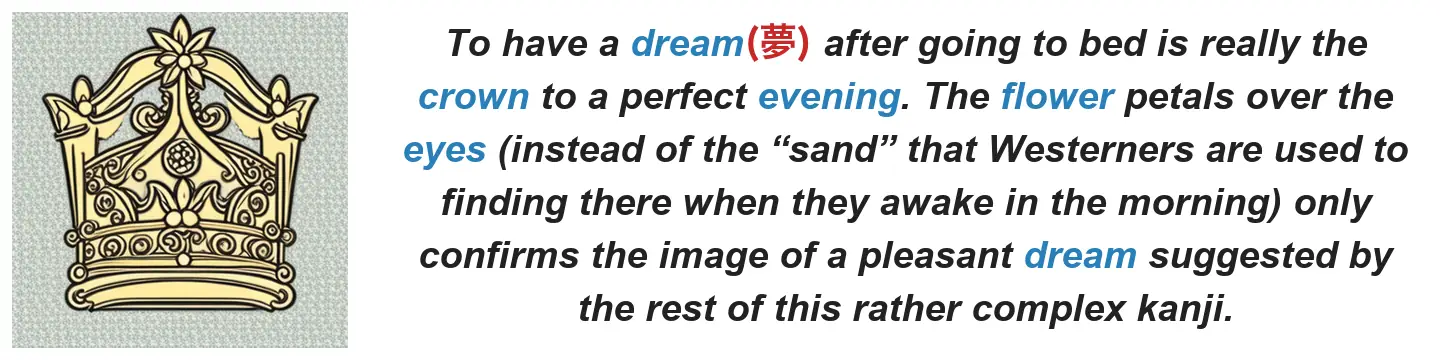 To have a dream(夢) after going to bed is really the
crown to a perfect evening. The flower petals over the
eyes (instead of the “sand” that Westerners are used to
finding there when they awake in the morning) only
confirms the image of a pleasant dream suggested by
the rest of this rather complex kanji.